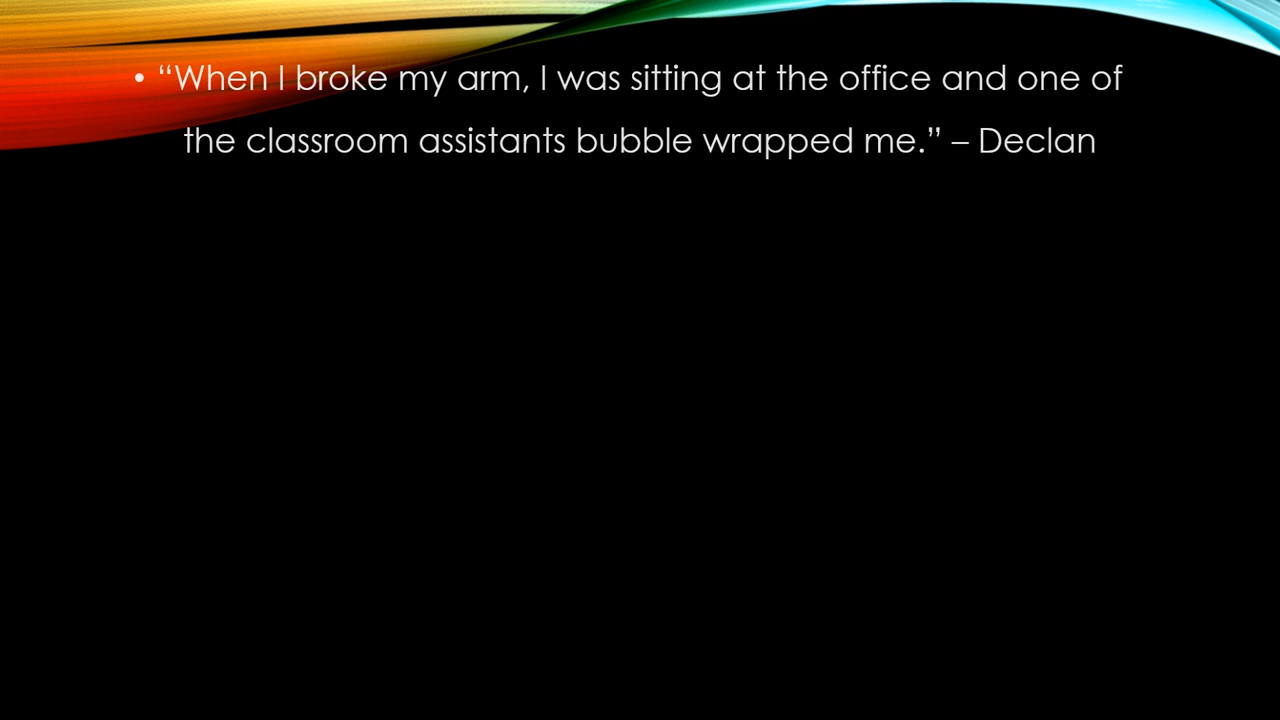 • “When I broke my arm, I was sitting at the office and one of
the classroom assistants bubble wrapped me.” – Declan